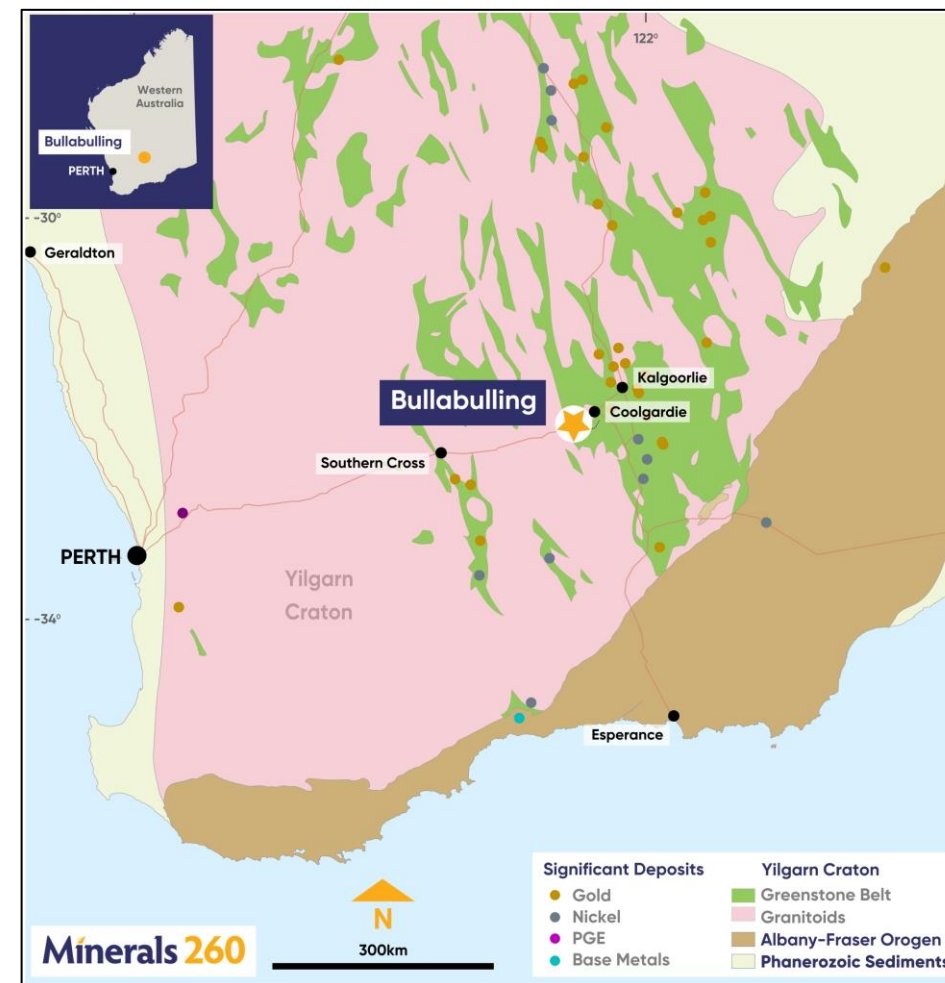 122°
Western
Australia
Bullabulling
PERTH
-30°
Geraldton
Kalgoorlie
Bullabulling
Coolgardie
Southern Cross
PERTH
Yilgarn
Craton
-34°
Esperance
N
300km
Minerals 260
Significant Deposits
Gold
Nickel
PGE
Base Metals
Yilgarn Craton
Greenstone Belt
Granitoids
Albany-Fraser Orogen
Phanerozoic Sediments